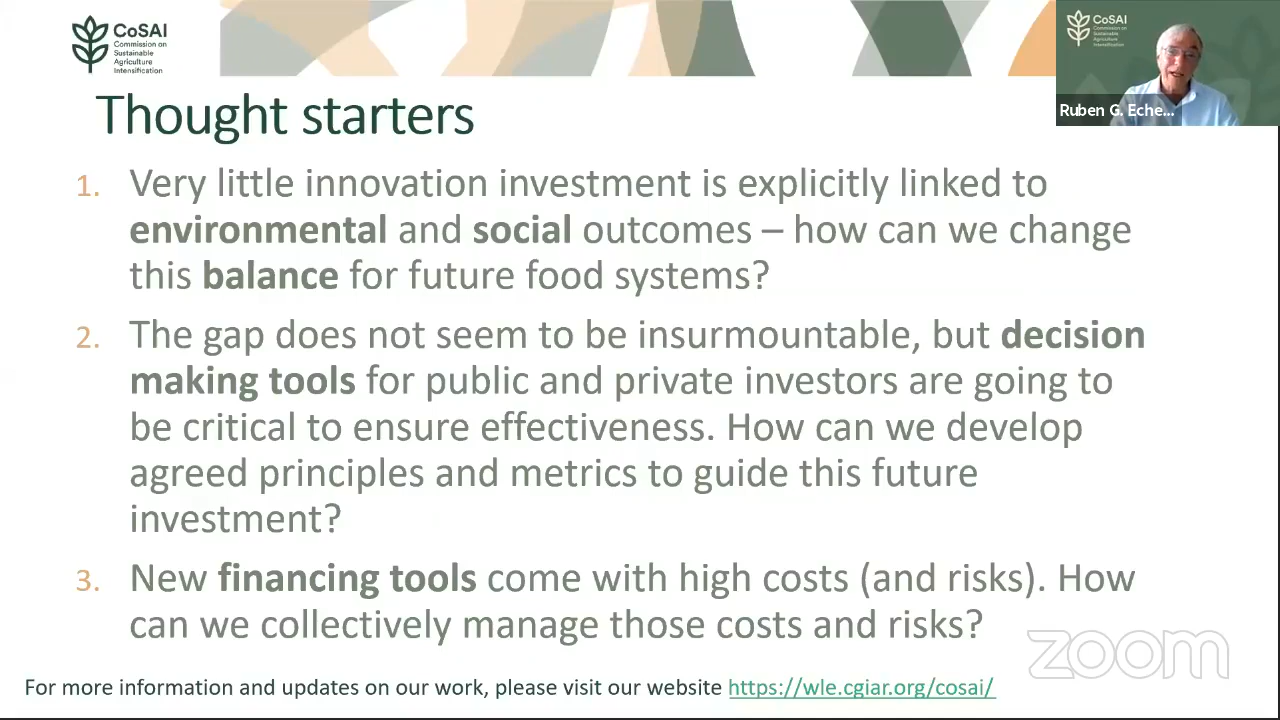 CoSAI
Commission on
Sustainable
Agriculture
Intensification
CoSAI
Commission on
Sustainable
Agriculture
Intensification
Ruben G. Eche...
Thought starters
1. Very little innovation investment is explicitly linked to
environmental and social outcomes – how can we change
this balance for future food systems?
2. The gap does not seem to be insurmountable, but decision
making tools for public and private investors are going to
be critical to ensure effectiveness. How can we develop
agreed principles and metrics to guide this future
investment?
3. New financing tools come with high costs (and risks). How
can we collectively manage those costs and risks?
zoom
For more information and updates on our work, please visit our website https://wle.cgiar.org/cosai/